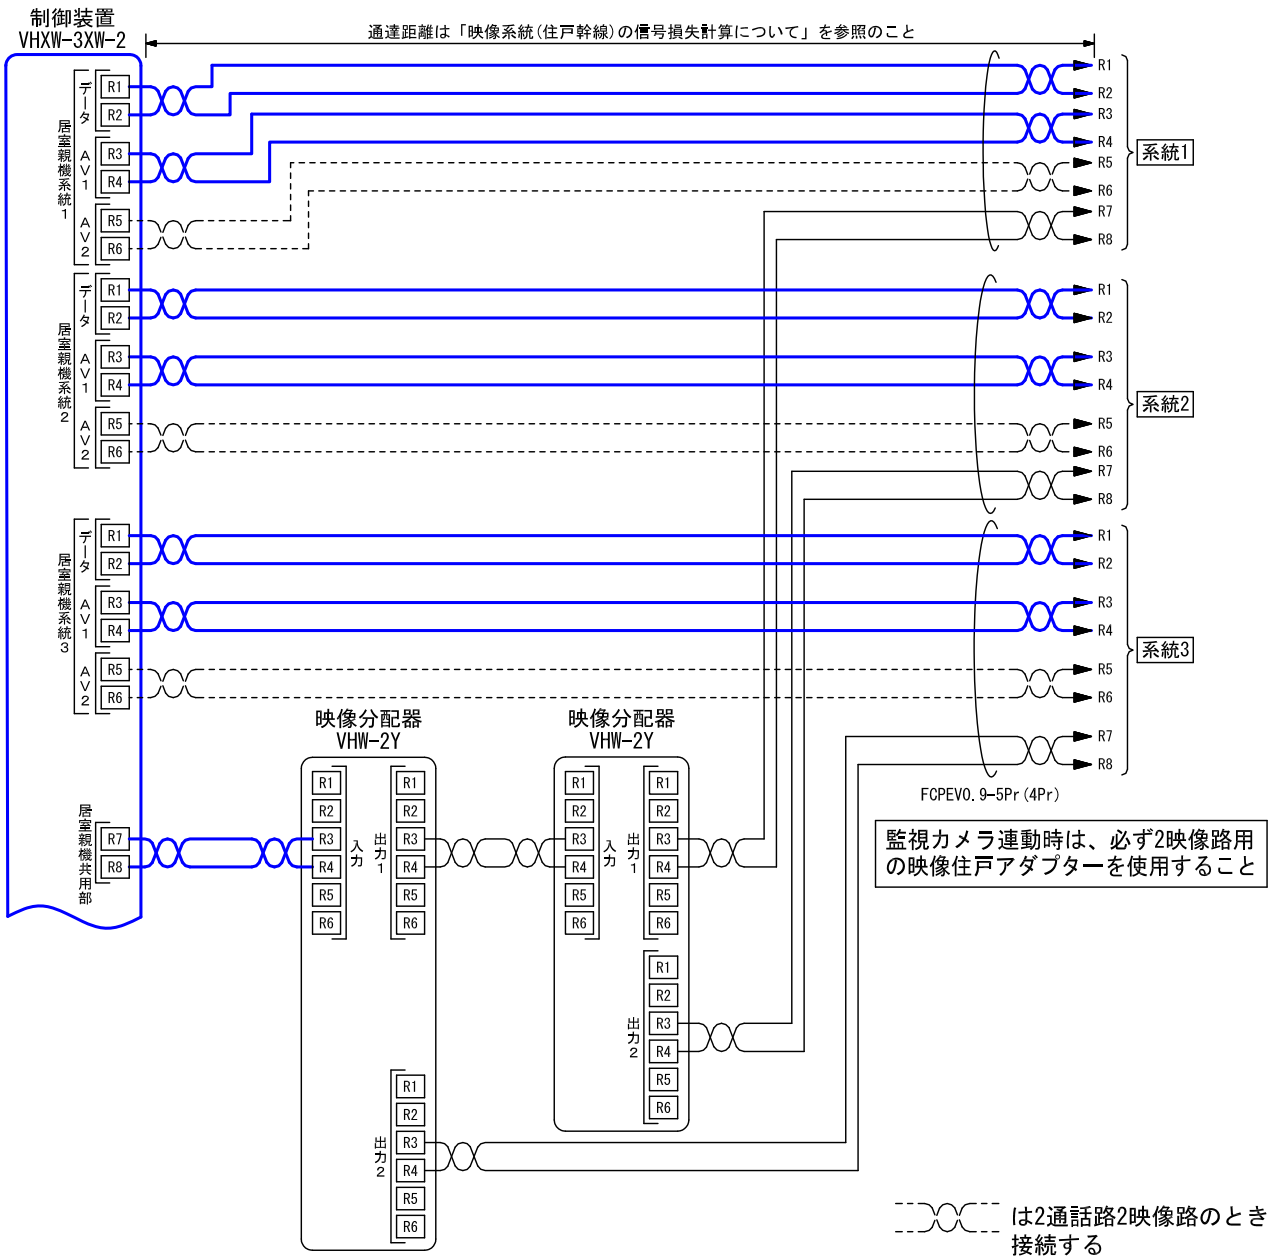 制御装置
VHXW-3XW-2
通達距離は「映像系統(住戸幹線)の信号損失計算について」を参照のこと
居室親機系統1
データ
R1
R2
AV1
R3
R4
AV2
R5
R6
居室親機系統2
データ
R1
R2
AV1
R3
R4
AV2
R5
R6
居室親機系統3
データ
R1
R2
AV1
R3
R4
AV2
R5
R6
居室親機共用部
R7
R8
R1
R2
R3
R4
R5
R6
R7
R8
系統1
R1
R2
R3
R4
R5
R6
R7
R8
系統2
R1
R2
R3
R4
R5
R6
R7
R8
系統3
FCPEV0.9-5Pr(4Pr)
映像分配器
VHW-2Y
R1
R2
R3
R4
R5
R6
入力
出力1
R1
R2
R3
R4
R5
R6
出力2
R1
R2
R3
R4
R5
R6
映像分配器
VHW-2Y
R1
R2
R3
R4
R5
R6
入力
出力1
R1
R2
R3
R4
R5
R6
出力2
R1
R2
R3
R4
R5
R6
監視カメラ連動時は、必ず2映像路用
の映像住戸アダプターを使用すること
は2通話路2映像路のとき
接続する